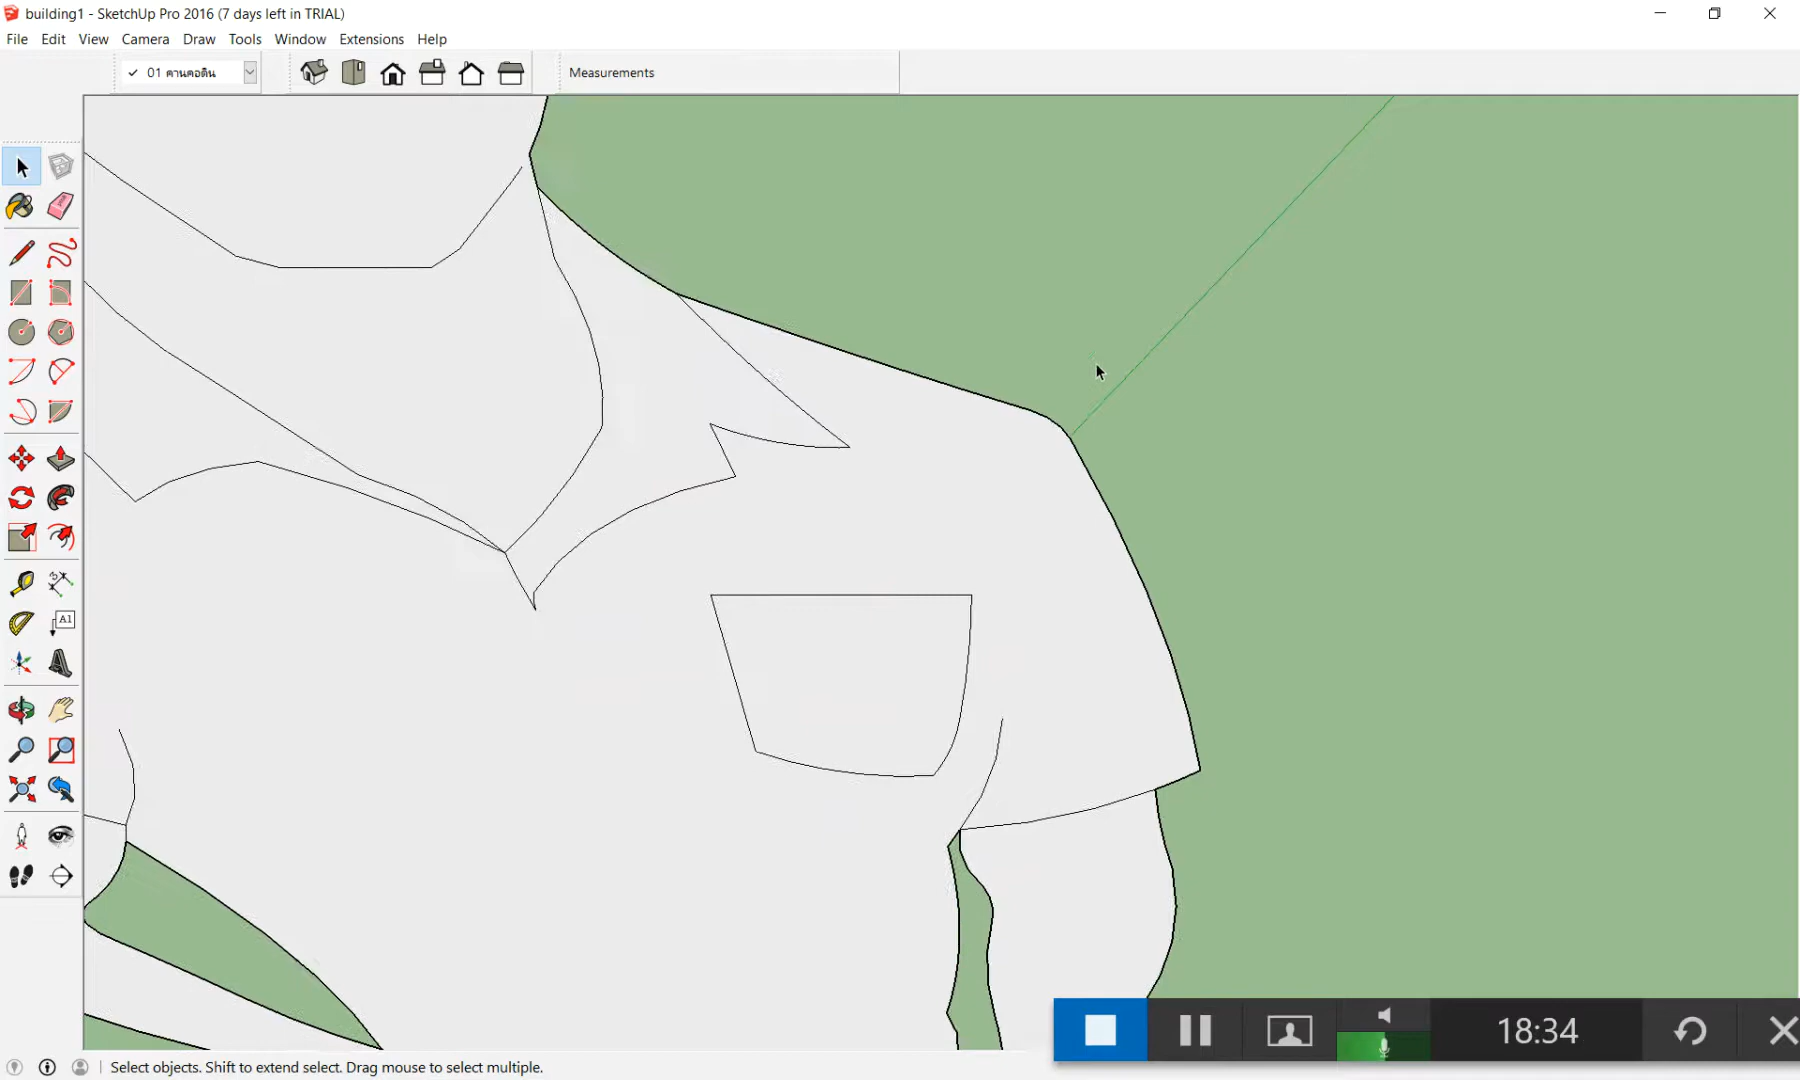 building1 - SketchUp Pro 2016 (7 days left in TRIAL)
File Edit View Camera Draw Tools Window Extensions Help
01 คานคอดิน
Measurements
A1
Select objects. Shift to extend select. Drag mouse to select multiple.
18:34